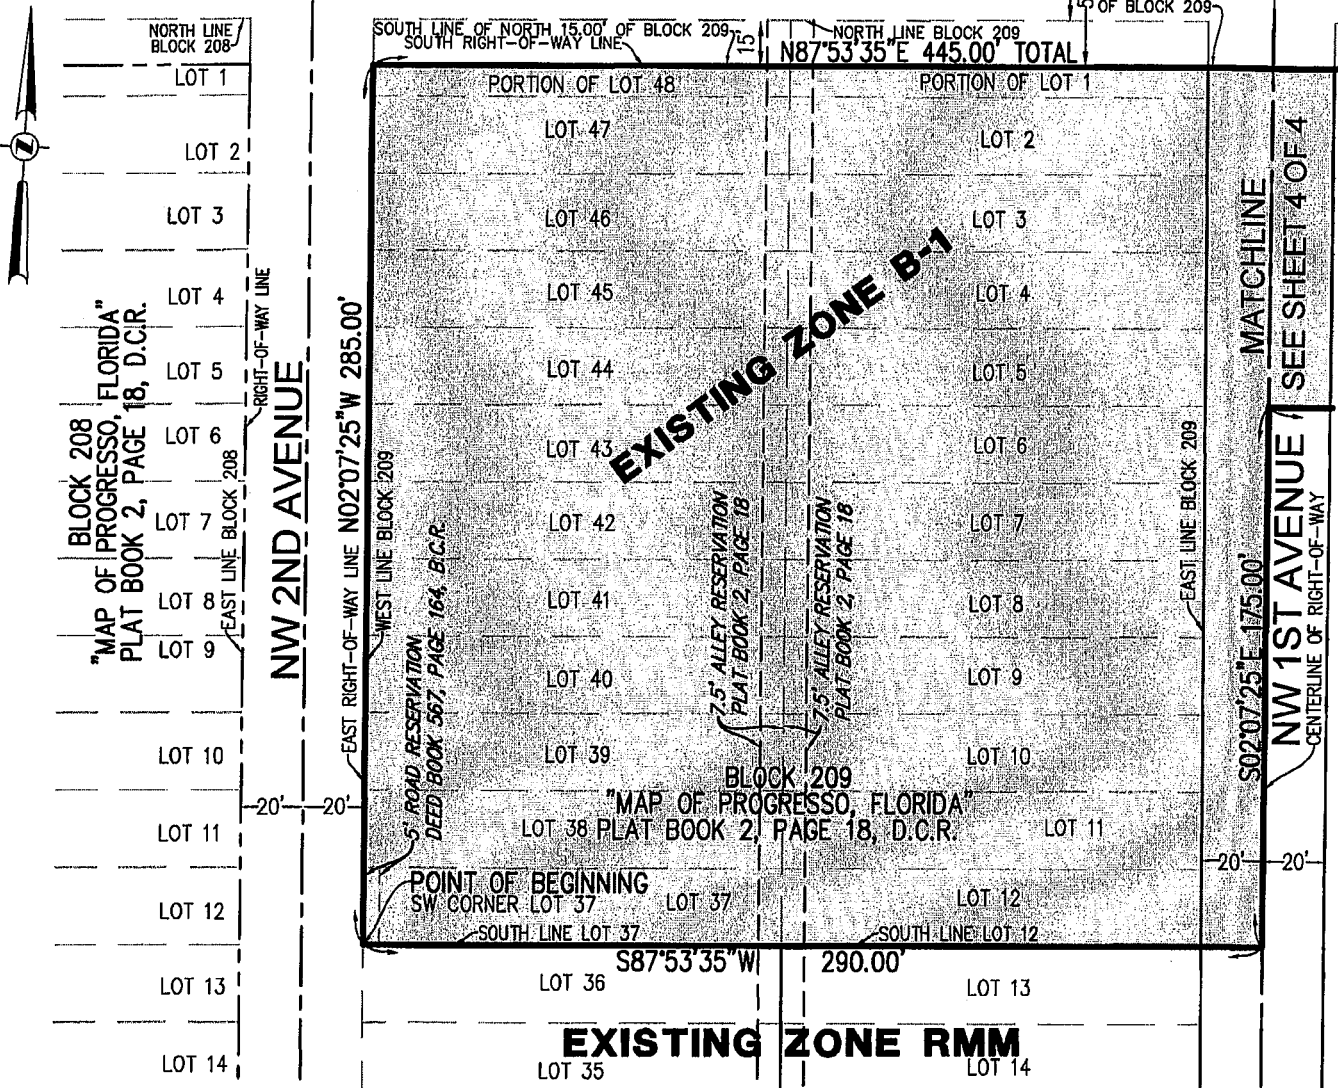 NORTH LINE
BLOCK 208
SOUTH LINE OF NORTH 15.00' OF BLOCK 209
SOUTH RIGHT-OF-WAY LINE
15'
NORTH LINE BLOCK 209
OF BLOCK 209
N87°53'35"E 445.00' TOTAL
Z
LOT 1
LOT 2
LOT 3
LOT 4
LOT 5
LOT 6
LOT 7
LOT 8
LOT 9
LOT 10
LOT 11
LOT 12
LOT 13
LOT 14
BLOCK 208
"MAP OF PROGRESSO, FLORIDA"
PLAT BOOK 2, PAGE 18, D.C.R.
RIGHT-OF-WAY LINE
EAST LINE BLOCK 208
NW 2ND AVENUE
20'
20'
EAST RIGHT-OF-WAY LINE
N02°07'25"W 285.00'
WEST LINE BLOCK 209
5' ROAD RESERVATION
DEED BOOK 567, PAGE 164, B.C.R.
PORTION OF LOT 48
LOT 47
LOT 46
LOT 45
LOT 44
LOT 43
LOT 42
LOT 41
LOT 40
LOT 39
LOT 38
LOT 37
EXISTING ZONE B-1
7.5' ALLEY RESERVATION
PLAT BOOK 2, PAGE 18
7.5' ALLEY RESERVATION
PLAT BOOK 2, PAGE 18
PORTION OF LOT 1
LOT 2
LOT 3
LOT 4
LOT 5
LOT 6
LOT 7
LOT 8
LOT 9
LOT 10
LOT 11
LOT 12
BLOCK 209
"MAP OF PROGRESSO, FLORIDA"
PLAT BOOK 2, PAGE 18, D.C.R.
POINT OF BEGINNING
SW CORNER LOT 37
SOUTH LINE LOT 37
SOUTH LINE LOT 12
S87°53'35"W 290.00'
EAST LINE BLOCK 209
MATCHLINE
SEE SHEET 4 OF 4
S02°07'25"E 175.00'
NW 1ST AVENUE
CENTERLINE OF RIGHT-OF-WAY
20'
20'
LOT 36
LOT 13
EXISTING ZONE RMM
LOT 35
LOT 14